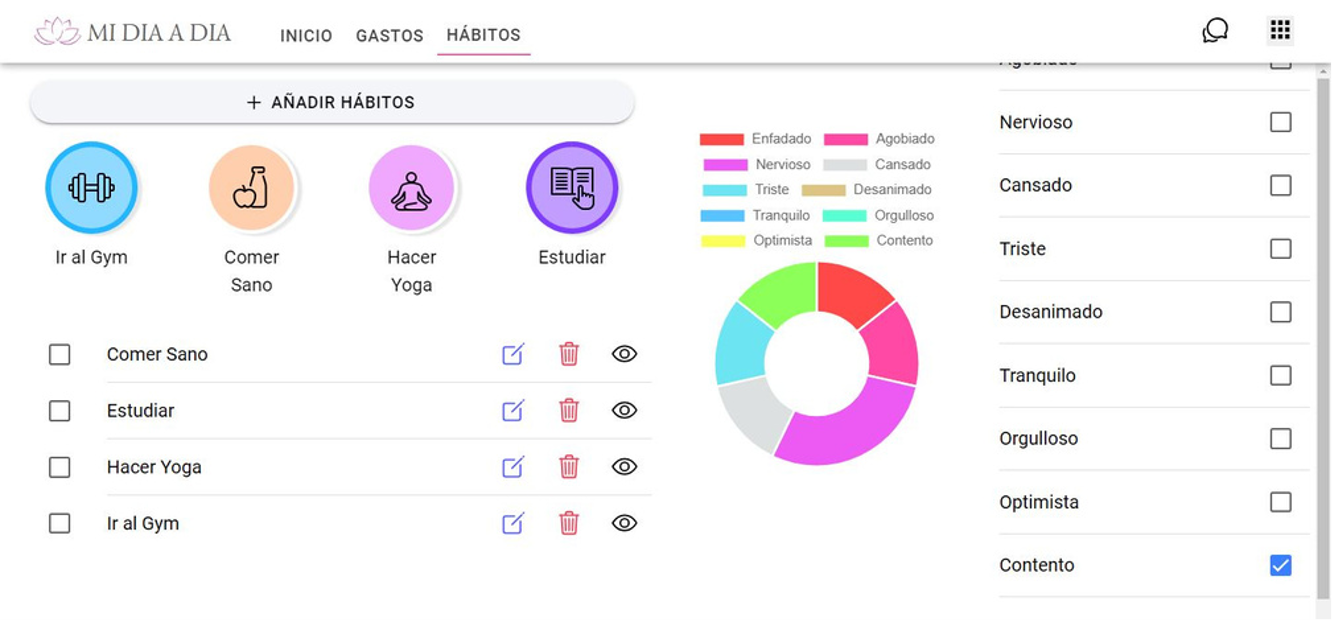 MI DIA A DIA INICIO GASTOS HÁBITOS
+ AÑADIR HÁBITOS
Ir al Gym
Comer
Sano
Hacer
Yoga
Estudiar
Comer Sano
Estudiar
Hacer Yoga
Ir al Gym
Enfadado Agobiado
Nervioso Cansado
Triste Desanimado
Tranquilo Orgulloso
Optimista Contento
Agobiado
Nervioso
Cansado
Triste
Desanimado
Tranquilo
Orgulloso
Optimista
Contento